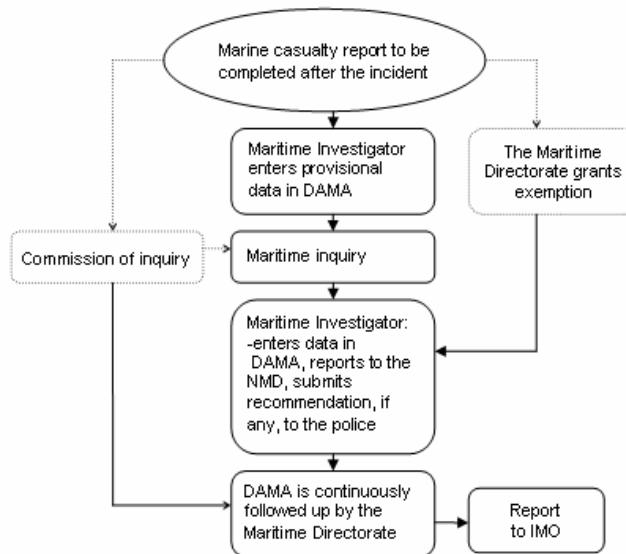 Marine casualty report to be
completed after the incident
Maritime Investigator
enters provisional
data in DAMA
The Maritime
Directorate grants
exemption
Commission of inquiry
Maritime inquiry
Maritime Investigator:
-enters data in
DAMA, reports to the
NMD, submits
recommendation, if
any, to the police
DAMA is continuously
followed up by the
Maritime Directorate
Report
to IMO